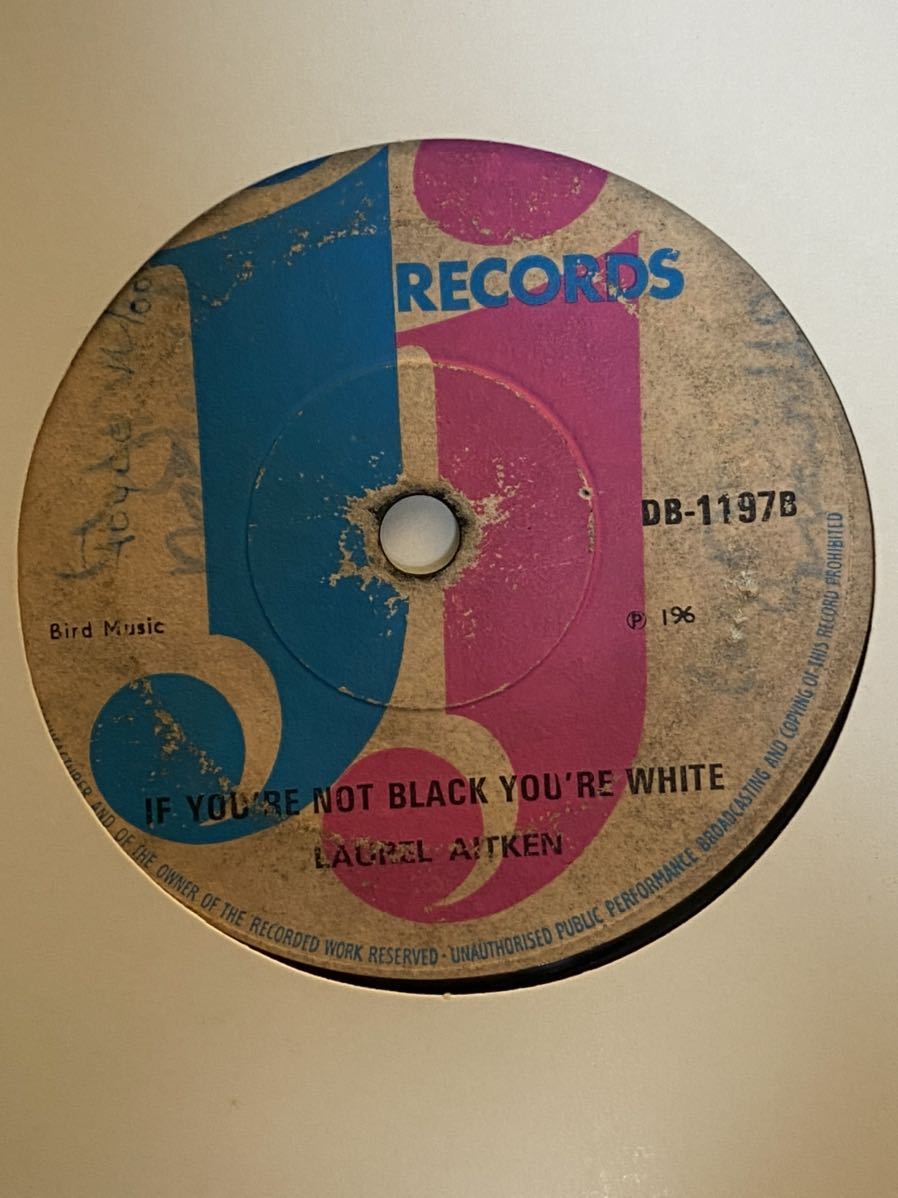 JJ
RECORDS
DB-1197B
Bird Music
Ⓟ 196
IF YOU'RE NOT BLACK YOU'RE WHITE
LAUREL AITKEN
AND OF THE OWNER OF THE RECORDED WORK RESERVED - UNAUTHORISED PUBLIC PERFORMANCE BROADCASTING AND COPYING OF THIS RECORD PROHIBITED